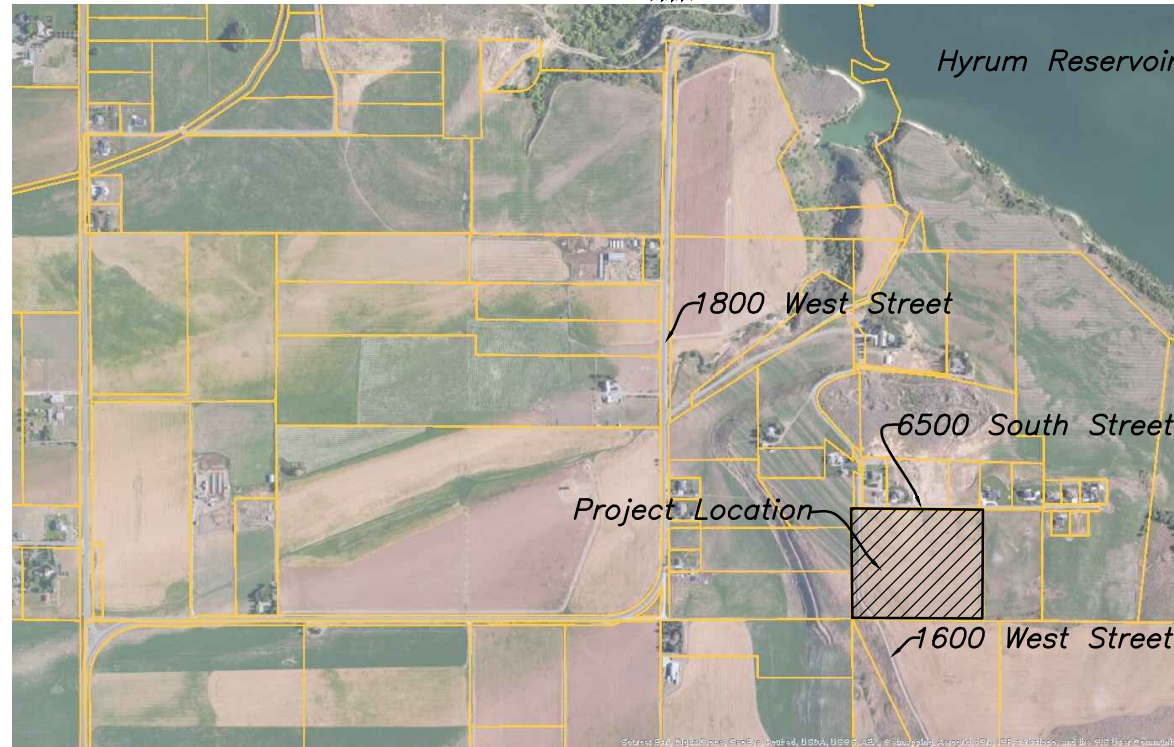 Hyrum Reservoir
1800 West Street
6500 South Street
Project Location
1600 West Street